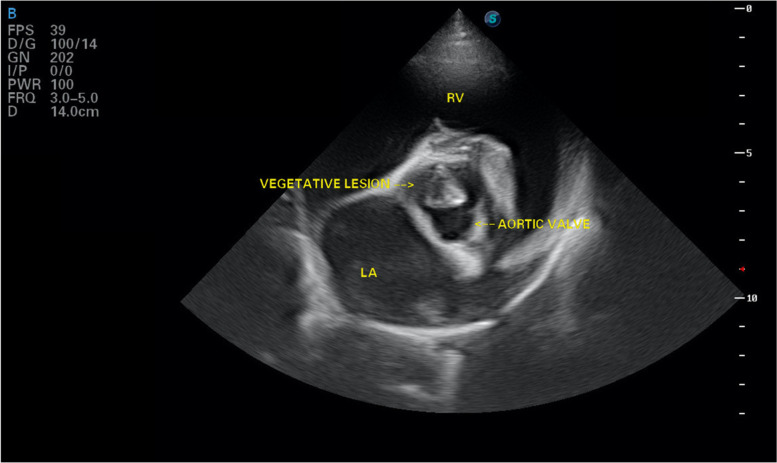 B
FPS 39
D/G 100/14
GN 202
I/P 0/0
PWR 100
FRQ 3.0-5.0
D 14.0cm
S
0
RV
5
VEGETATIVE LESION -->
<-- AORTIC VALVE
LA
10